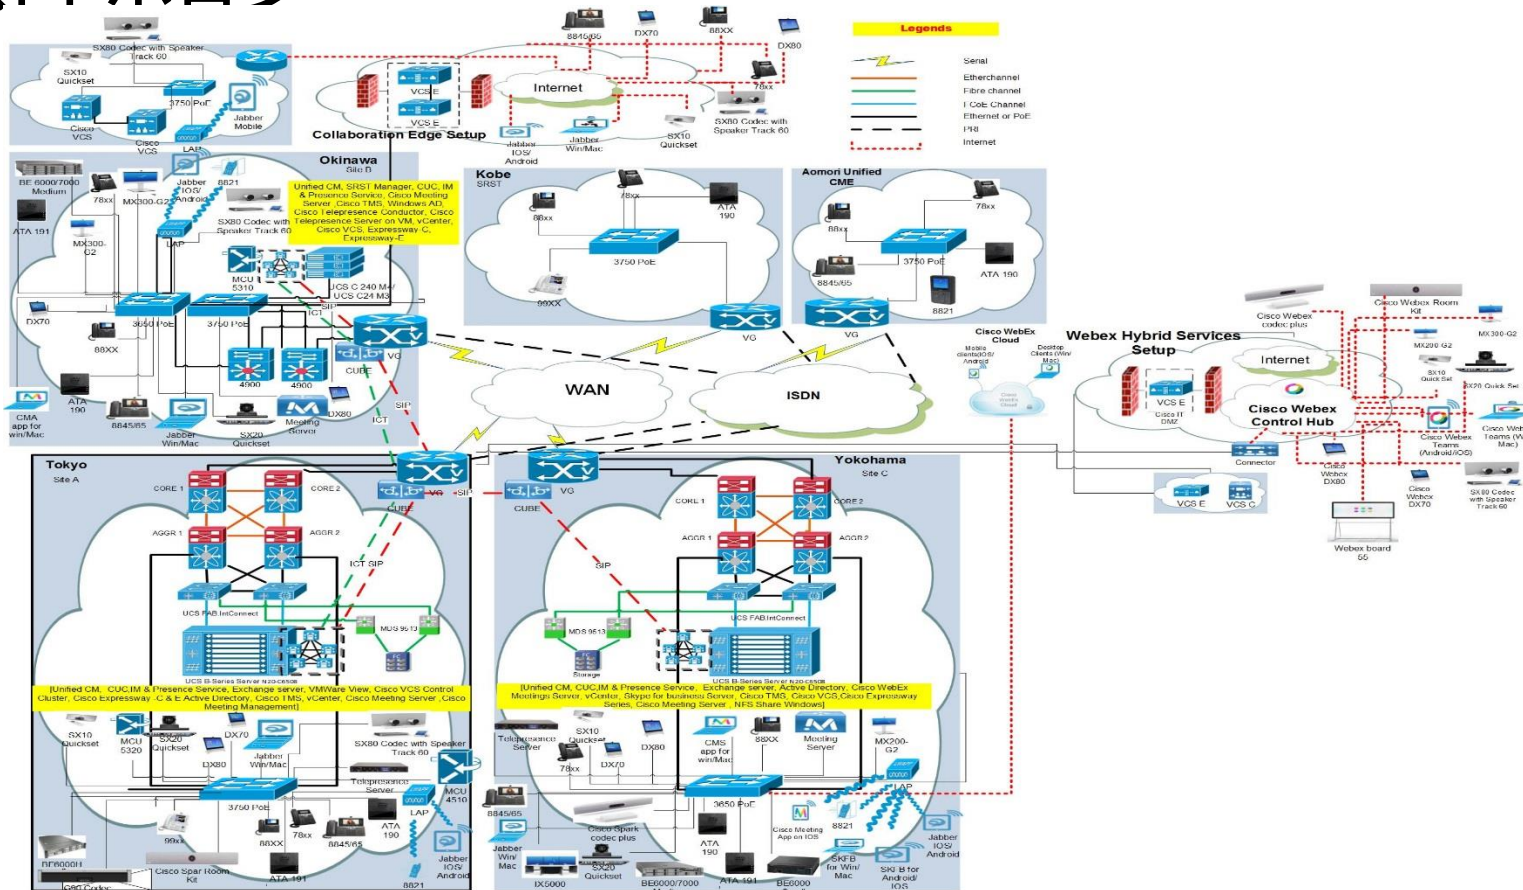 Legends
Serial
Etherchannel
Fibre channel
FCoE Channel
Ethernet or PoE
PRI
Internet
SX80 Codec with Speaker
Track 60
SX10
Quickset
3750 PoE
Cisco
VCS
Cisco
VCS
LAP
Jabber
Mobile
VCS E
VCS E
Internet
Collaboration Edge Setup
8845/65
DX70
88XX
DX80
78xx
SX80 Codec with
Speaker Track 60
SX10
Quickset
Jabber
Win/Mac
Jabber
IOS/
Android
Okinawa
BE 6000/7000
Medium
78xx
MX300-G2
Jabber
IOS/
Android
8821
ATA 191
MX300-
G2
LAP
SX80 Codec with
Speaker Track 60
Unified CM, SRST Manager, CUC, IM
& Presence Service, Cisco Meeting
Server ,Cisco TMS, Windows AD,
Cisco Telepresence Conductor, Cisco
Telepresence Server on VM, vCenter,
Cisco VCS, Expressway-C,
Expressway-E
MCU
5310
UCS C 240 M4/
UCS C24 M3
SIP
ICT
DX70
3650 PoE
3750 PoE
88XX
4900
4900
VG
CUBE
ATA
190
CMA
app for
win/Mac
8845/65
Jabber
Win/Mac
SX20
Quickset
Meeting
Server
DX80
ICT
SIP
Kobe
SRST
78xx
88xx
ATA
190
3750 PoE
99XX
VG
Aomori Unified
CME
78xx
88xx
3750 PoE
8845/65
ATA 190
8821
VG
WAN
ISDN
Cisco WebEx
Cloud
Mobile
clients(IOS/
Android
Desktop
Clients (Win/
Mac)
Webex Hybrid Services
Setup
Internet
VCS E
Cisco IT
DMZ
Cisco Webex
Control Hub
Connector
VCS E
VCS C
Cisco Webex
codec plus
Cisco Webex Room
Kit
MX300-G2
MX200-G2
SX10
Quick Set
SX20 Quick Set
Cisco Webex
Teams
(Android/iOS)
Cisco
Webex
DX80
Cisco
Webex
DX70
SX80 Codec
with Speaker
Track 60
Webex board
55
Tokyo
Site A
CORE 1
CORE 2
AGGR 1
AGGR 2
VG
SIP
CUBE
ICT SIP
UCS FAB.IntConnect
MDS 9513
UCS B-Series Server N20-C6508
[Unified CM, CUC,IM & Presence Service, Exchange server, VMWare View, Cisco VCS Control
Cluster, Cisco Expressway -C & E Active Directory, Cisco TMS, vCenter, Cisco Meeting Server ,Cisco
Meeting Management]
SX10
Quickset
MCU
5320
SX20
Quickset
DX70
DX80
Jabber
Win/Mac
SX80 Codec with Speaker
Track 60
Telepresence
Server
MCU
4510
3750 PoE
LAP
99xx
88XX
78xx
8845/65
ATA
190
Jabber
IOS/
Android
BE6000H
Cisco Spar Room
Kit
ATA 191
8821
Yokohama
Site C
VG
CUBE
CORE 1
CORE 2
AGGR 1
AGGR 2
SIP
UCS FAB.IntConnect
MDS 9513
Storage
UCS B-Series Server N20-C6508
[Unified CM, CUC,IM & Presence Service, Exchange server, Active Directory, Cisco WebEx
Meetings Server, vCenter, Skype for business Server, Cisco TMS, Cisco VCS,Cisco Expressway
Series, Cisco Meeting Server , NFS Share Windows]
Telepresence
Server
SX10
Quickset
78xx
DX70
DX80
CMS
app for
win/Mac
88XX
Meeting
Server
MX200-
G2
3650 PoE
LAP
8845/65
Jabber
Win/
Mac
Cisco Spark
codec plus
ATA
190
Cisco Meeting
App on IOS
8821
Jabber
IOS/
Android
SKFB
for Win/
Mac
SKFB for
Android/
IOS
IX5000
SX20
Quickset
BE6000/7000
ATA 191
BE6000